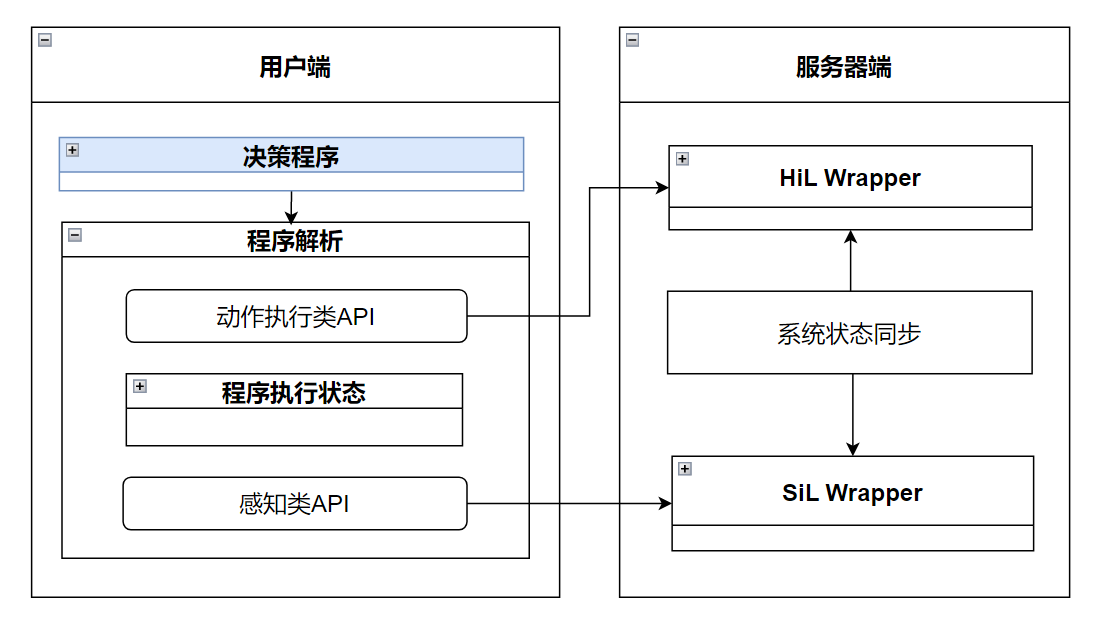 用户端
决策程序
程序解析
动作执行类API
程序执行状态
感知类API
服务器端
HiL Wrapper
系统状态同步
SiL Wrapper